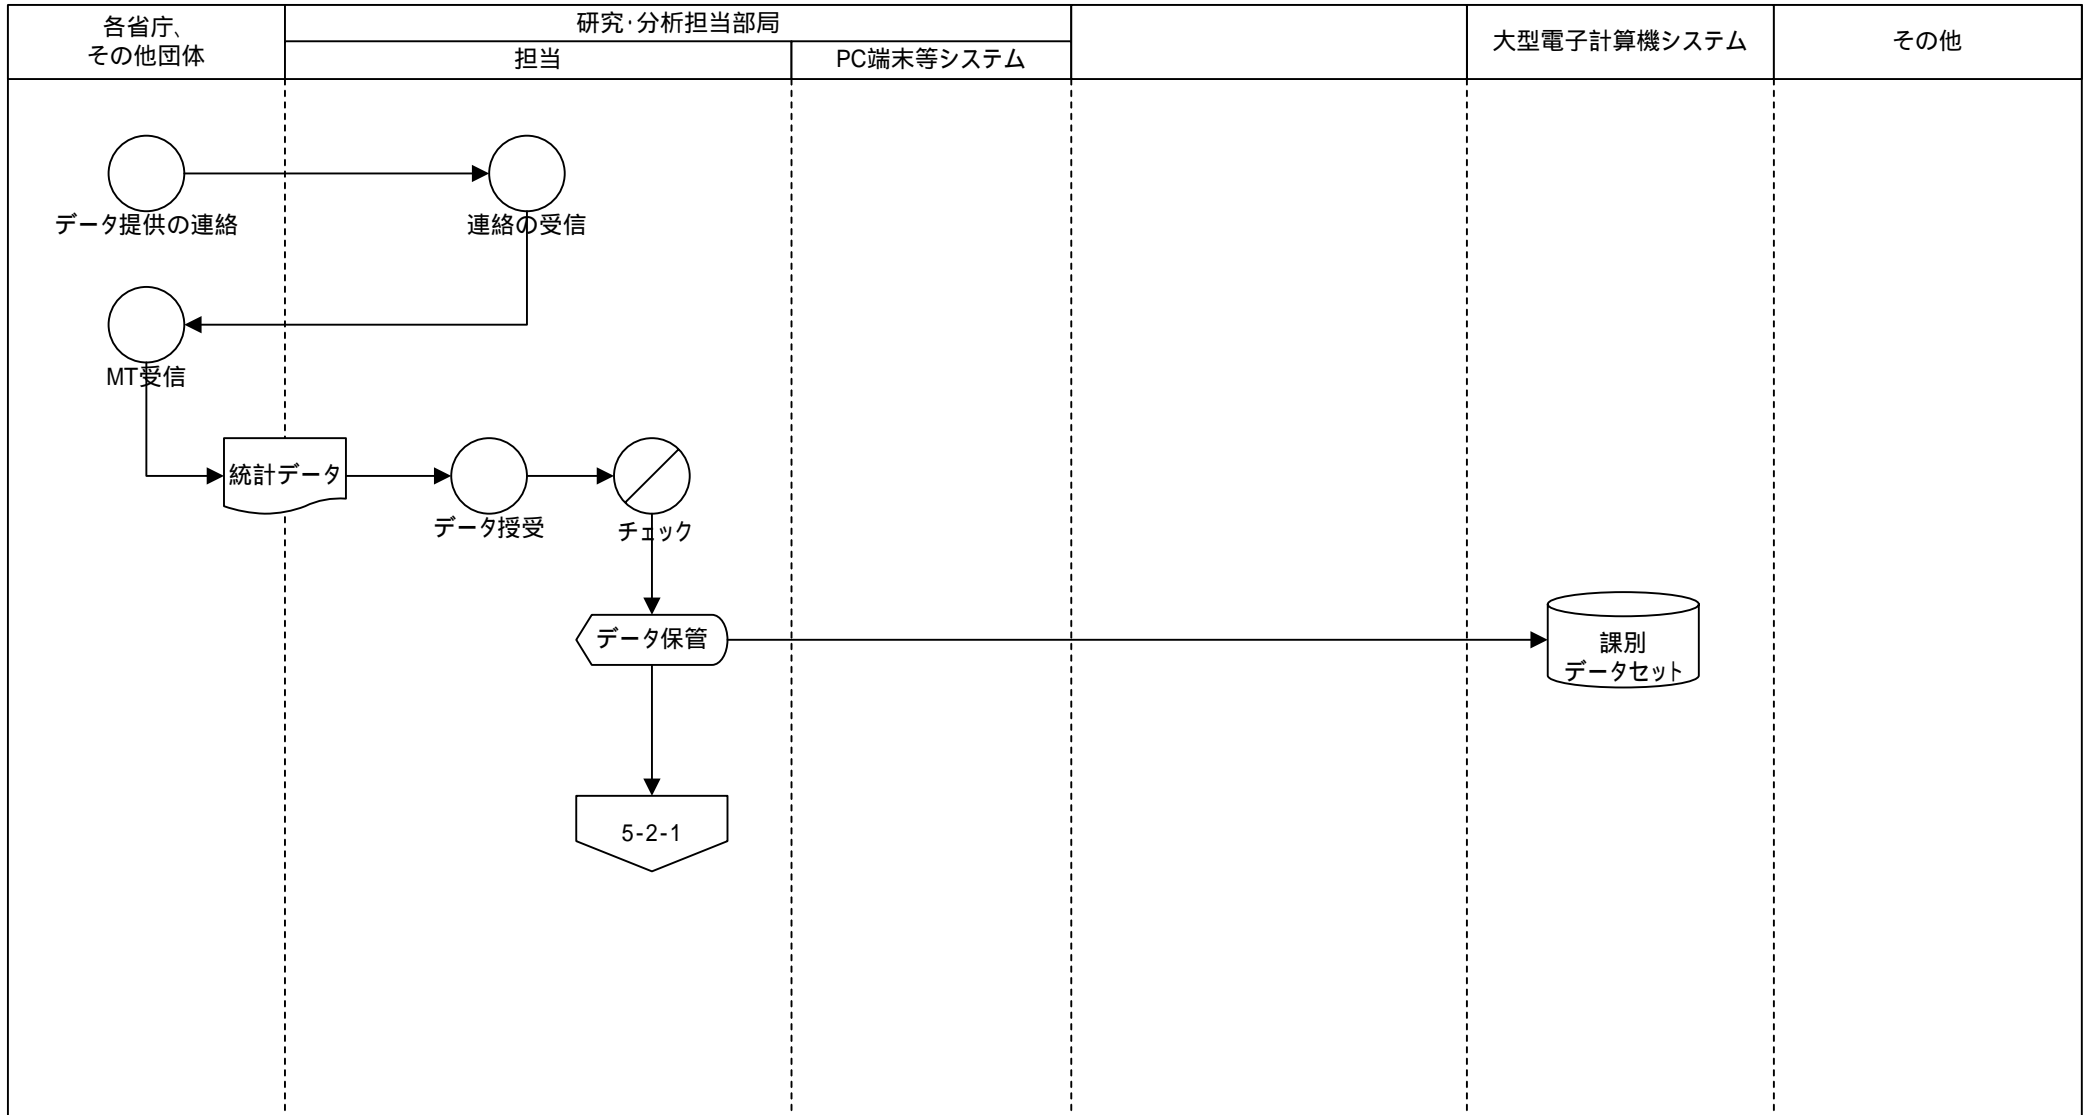 各省庁、
その他団体
研究・分析担当部局
担当
PC端末等システム
大型電子計算機システム
その他
データ提供の連絡
連絡の受信
MT受信
統計データ
データ授受
チェック
データ保管
課別
データセット
5-2-1